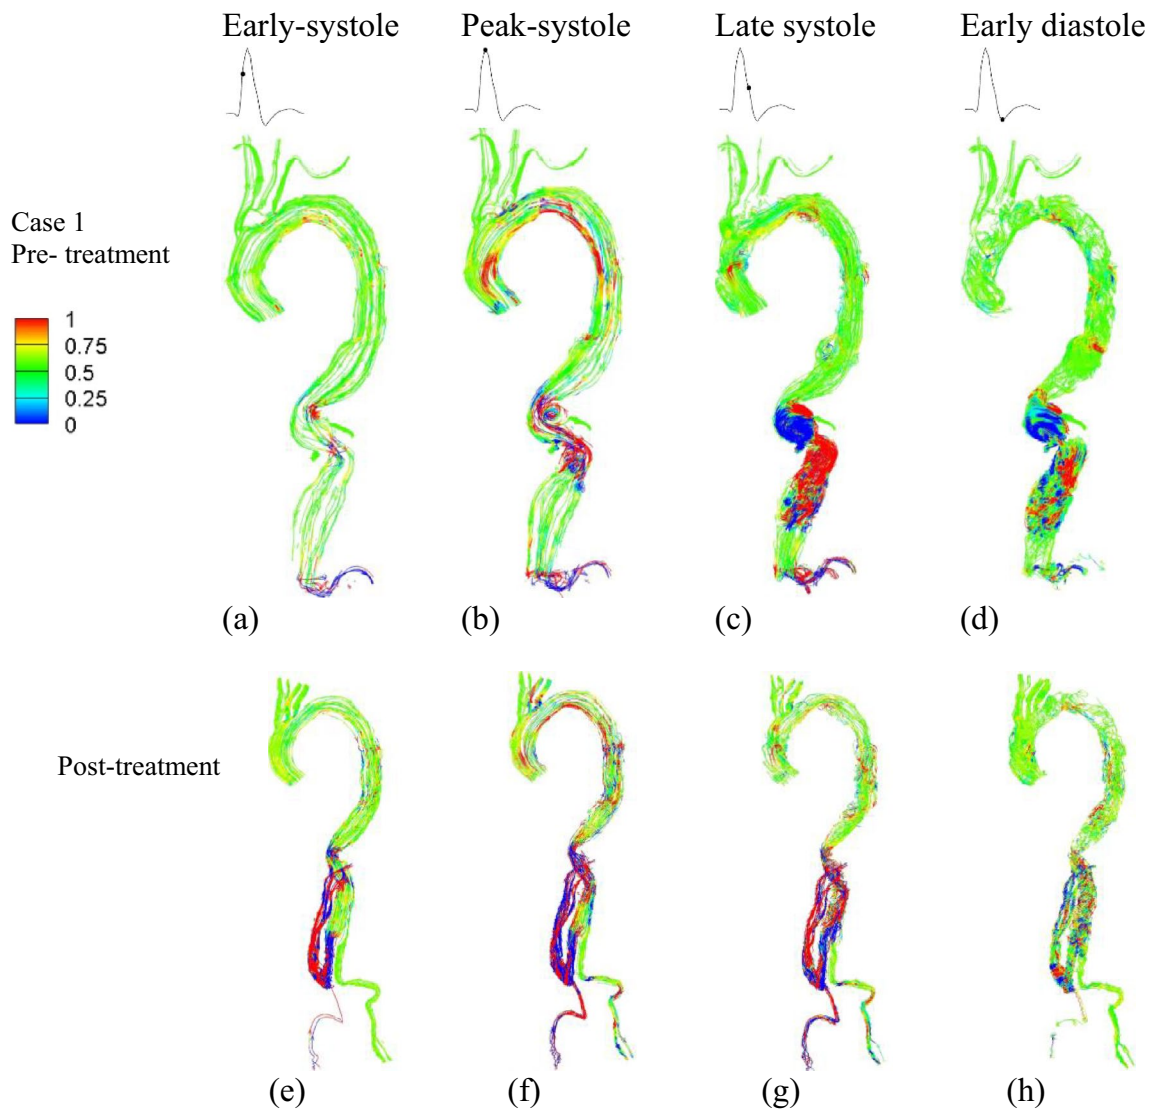 Early-systole Peak-systole Late systole Early diastole
Case 1
Pre- treatment
1
0.75
0.5
0.25
0
(a) (b) (c) (d)
Post-treatment
(e) (f) (g) (h)